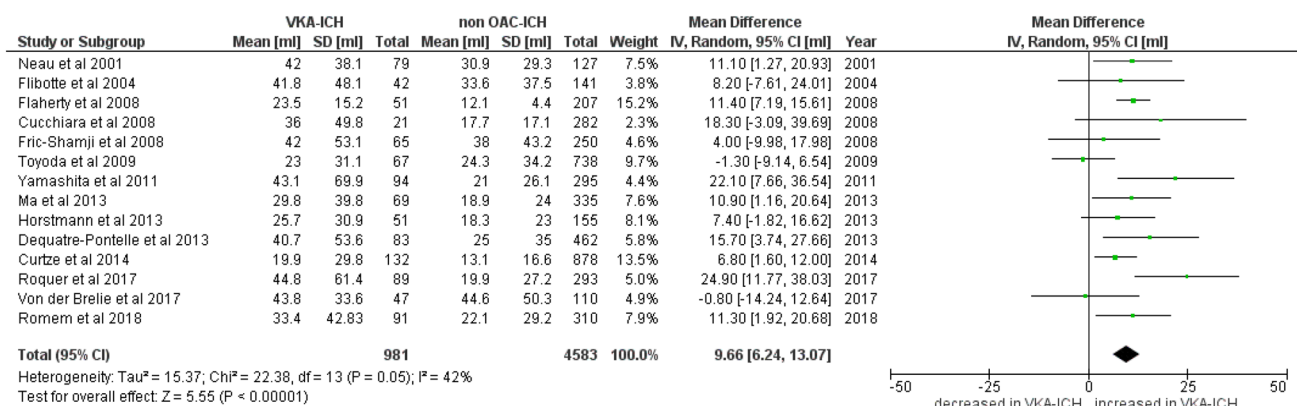 VKA-ICH non OAC-ICH Mean Difference Mean Difference
Study or Subgroup Mean [ml] SD [ml] Total Mean [ml] SD [ml] Total Weight IV, Random, 95% CI [ml] Year IV, Random, 95% CI [ml]
Neau et al 2001 42 38.1 79 30.9 29.3 127 7.5% 11.10 [1.27, 20.93] 2001
Flibotte et al 2004 41.8 48.1 42 33.6 37.5 141 3.8% 8.20 [-7.61, 24.01] 2004
Flaherty et al 2008 23.5 15.2 51 12.1 4.4 207 15.2% 11.40 [7.19, 15.61] 2008
Cucchiara et al 2008 36 49.8 21 17.7 17.1 282 2.3% 18.30 [-3.09, 39.69] 2008
Fric-Shamji et al 2008 42 53.1 65 38 43.2 250 4.6% 4.00 [-9.98, 17.98] 2008
Toyoda et al 2009 23 31.1 67 24.3 34.2 738 9.7% -1.30 [-9.14, 6.54] 2009
Yamashita et al 2011 43.1 69.9 94 21 26.1 295 4.4% 22.10 [7.66, 36.54] 2011
Ma et al 2013 29.8 39.8 69 18.9 24 335 7.6% 10.90 [1.16, 20.64] 2013
Horstmann et al 2013 25.7 30.9 51 18.3 23 155 8.1% 7.40 [-1.82, 16.62] 2013
Dequatre-Pontelle et al 2013 40.7 53.6 83 25 35 462 5.8% 15.70 [3.74, 27.66] 2013
Curtze et al 2014 19.9 29.8 132 13.1 16.6 878 13.5% 6.80 [1.60, 12.00] 2014
Roquer et al 2017 44.8 61.4 89 19.9 27.2 293 5.0% 24.90 [11.77, 38.03] 2017
Von der Brelie et al 2017 43.8 33.6 47 44.6 50.3 110 4.9% -0.80 [-14.24, 12.64] 2017
Romem et al 2018 33.4 42.83 91 22.1 29.2 310 7.9% 11.30 [1.92, 20.68] 2018
Total (95% CI) 981 4583 100.0% 9.66 [6.24, 13.07]
Heterogeneity: Tau² = 15.37; Chi² = 22.38, df = 13 (P = 0.05); I² = 42%
Test for overall effect: Z = 5.55 (P < 0.00001)
-50 -25 0 25 50
decreased in VKA-ICH increased in VKA-ICH